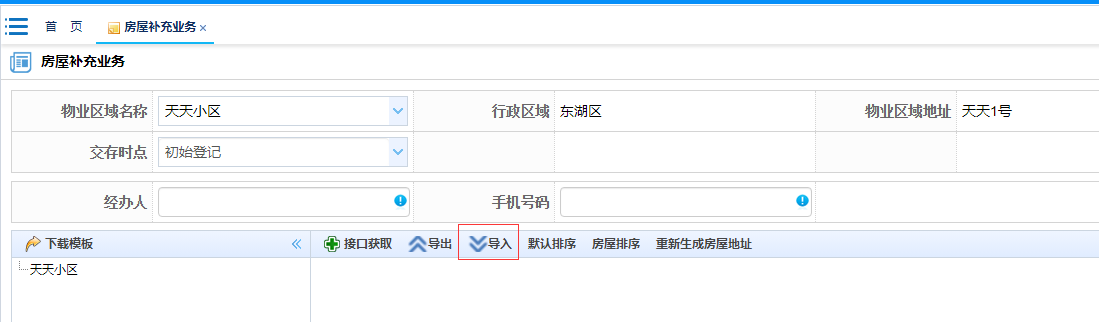 首 页 房屋补充业务 ×
房屋补充业务
物业区域名称 天天小区 行政区域 东湖区 物业区域地址 天天1号
交存时点 初始登记
经办人 手机号码
下载模板 接口获取 导出 导入 默认排序 房屋排序 重新生成房屋地址
天天小区